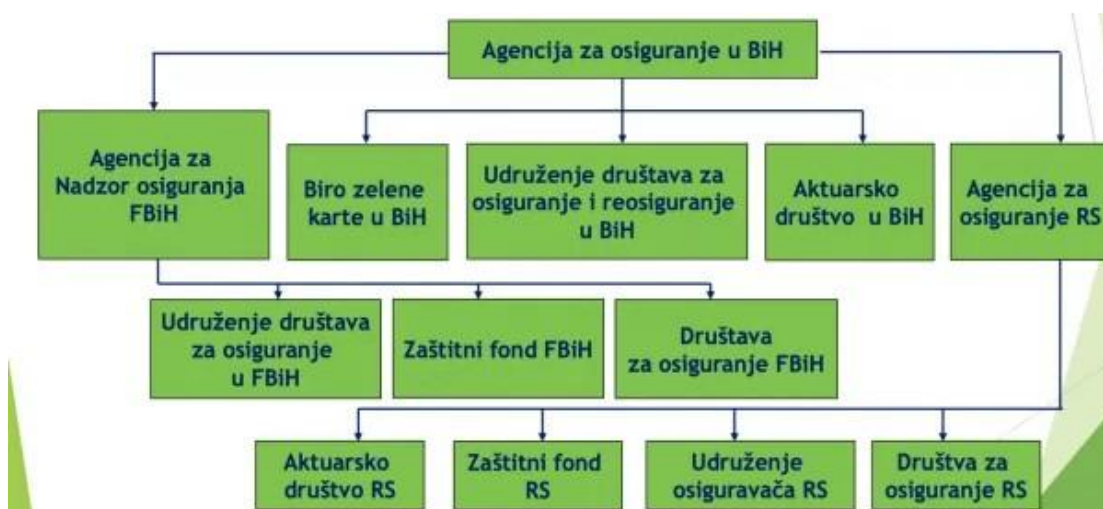 Agencija za osiguranje u BiH
Agencija za
Nadzor osiguranja
FBiH
Biro zelene
karte u BiH
Udruženje društava za
osiguranje i reosiguranje
u BiH
Aktuarsko
društvo u BiH
Agencija za
osiguranje RS
Udruženje društava
za osiguranje
u FBiH
Zaštitni fond FBiH
Društava
za osiguranje FBiH
Aktuarsko
društvo RS
Zaštitni fond
RS
Udruženje
osiguravača RS
Društva za
osiguranje RS